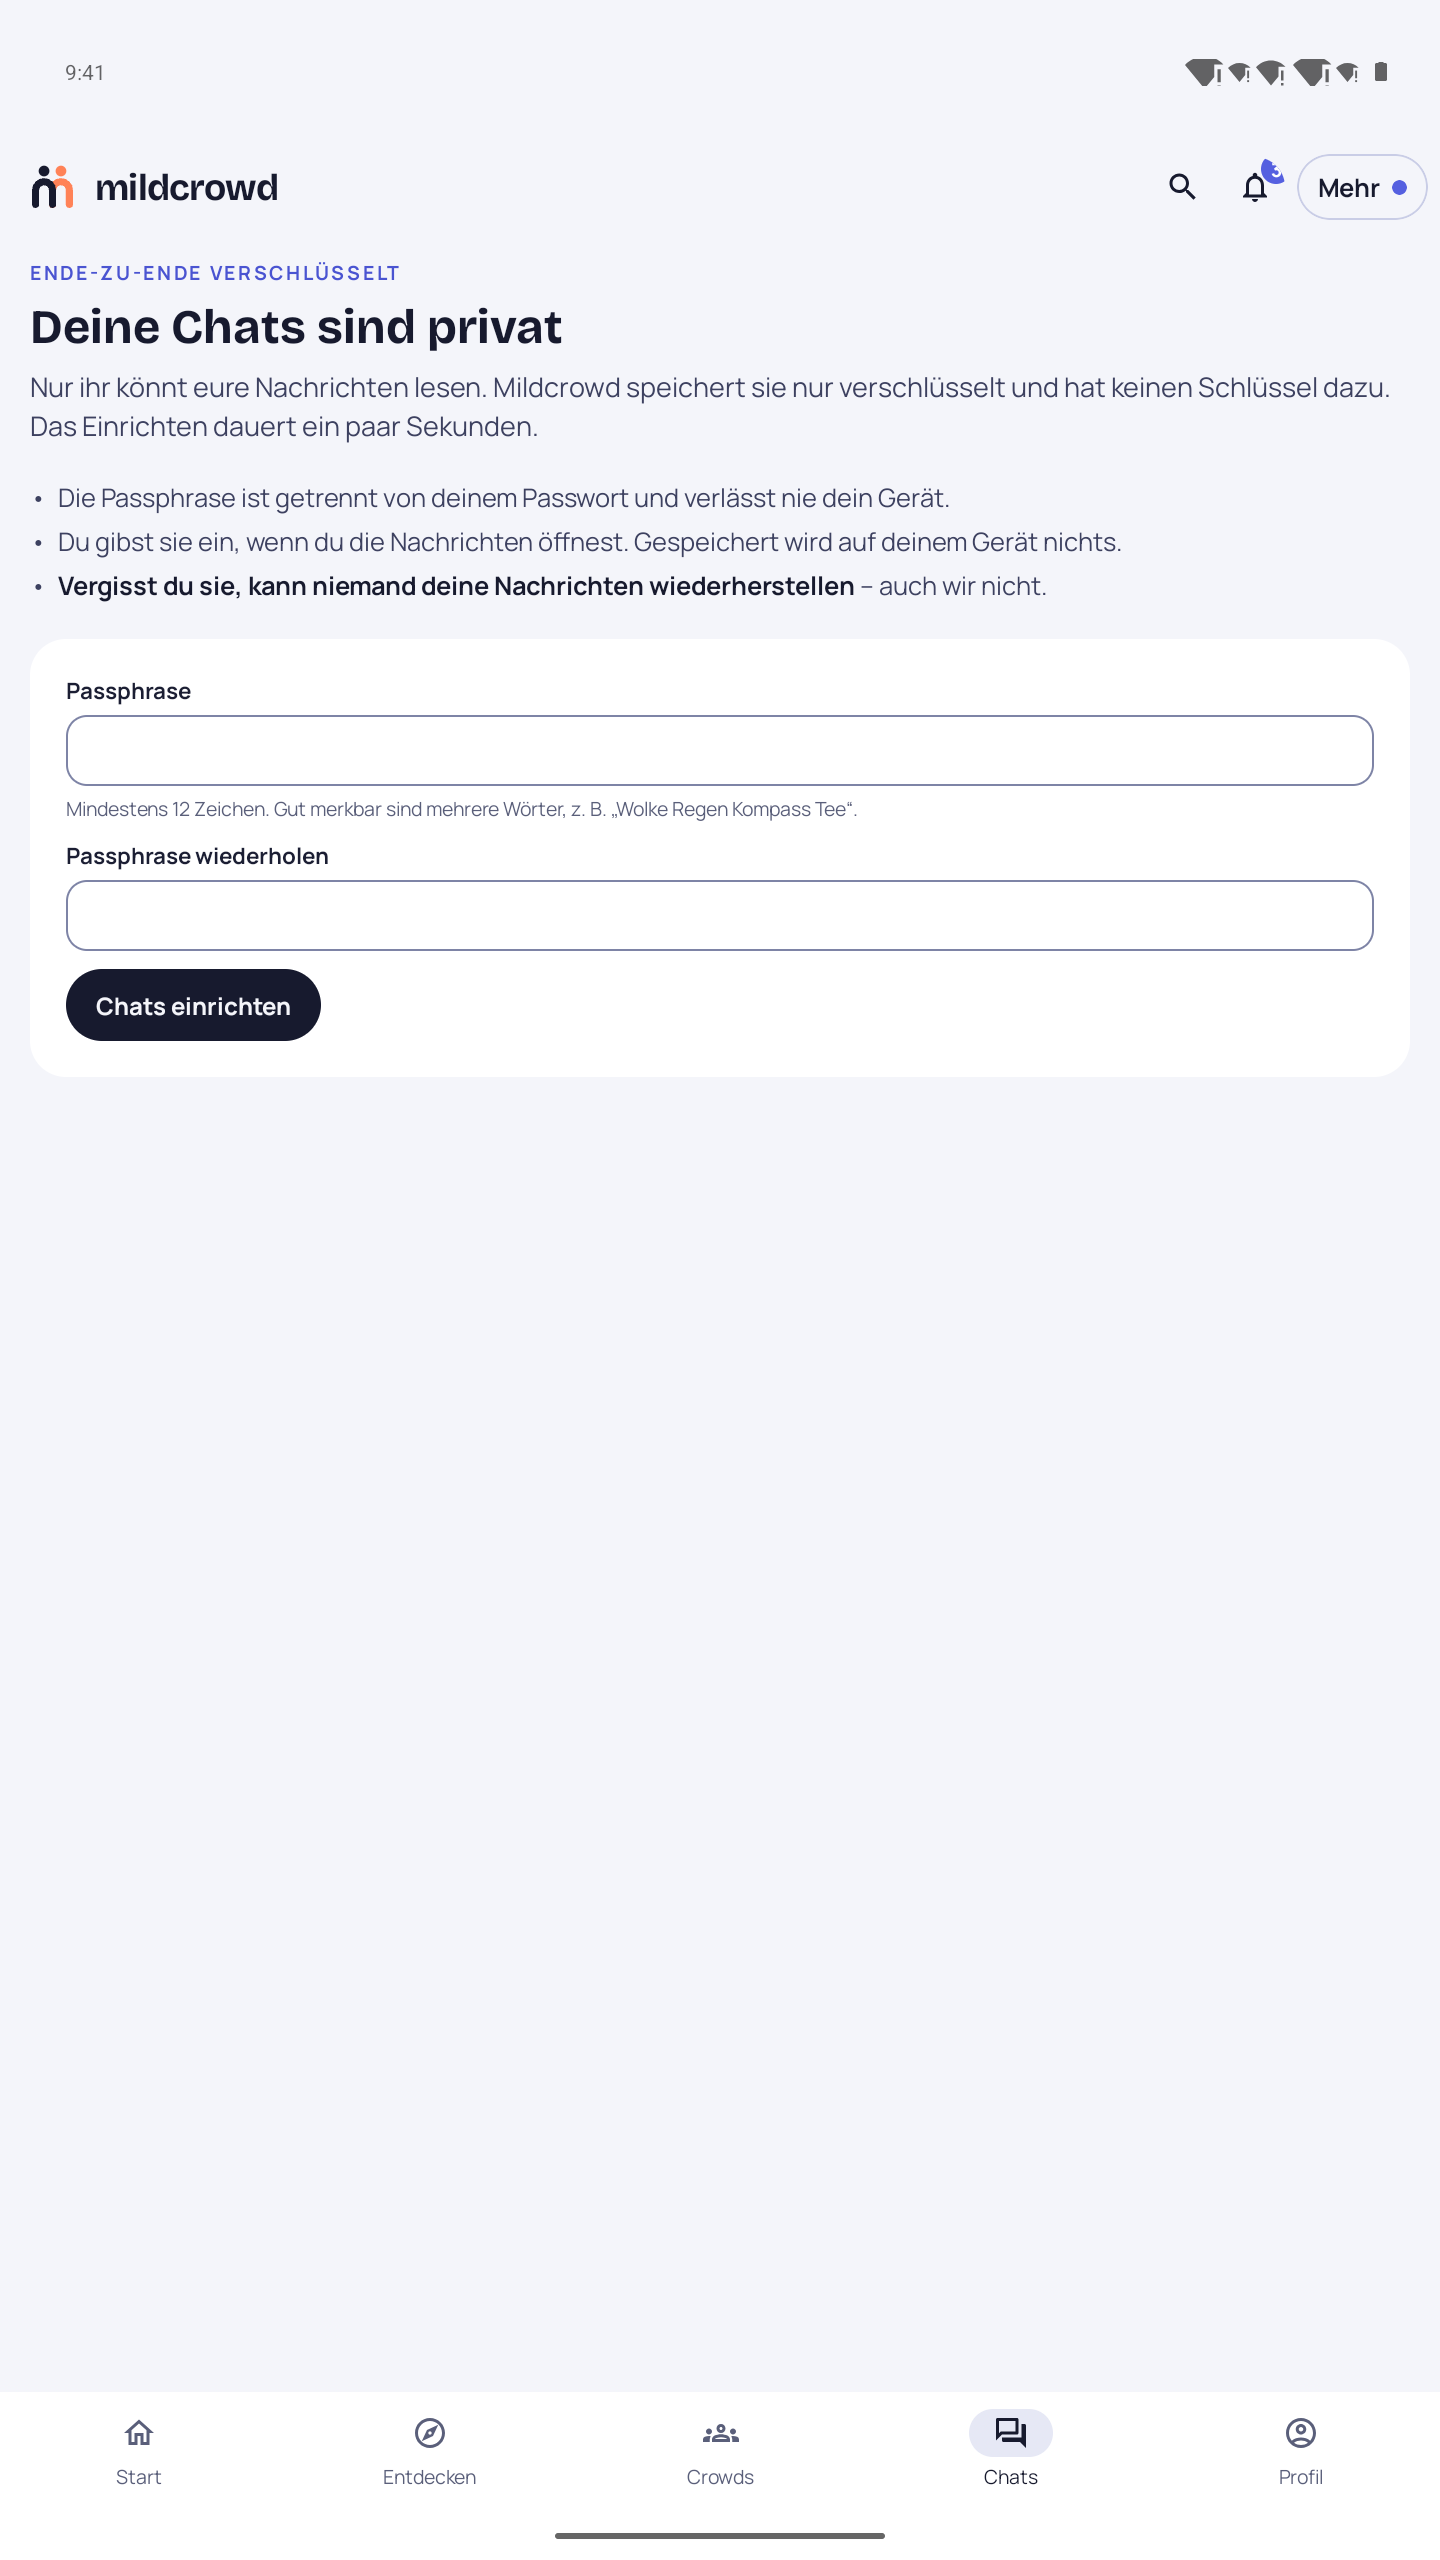 9:41
mildcrowd
3
Mehr
ENDE-ZU-ENDE VERSCHLÜSSELT
Deine Chats sind privat
Nur ihr könnt eure Nachrichten lesen. Mildcrowd speichert sie nur verschlüsselt und hat keinen Schlüssel dazu.
Das Einrichten dauert ein paar Sekunden.
• Die Passphrase ist getrennt von deinem Passwort und verlässt nie dein Gerät.
• Du gibst sie ein, wenn du die Nachrichten öffnest. Gespeichert wird auf deinem Gerät nichts.
• Vergisst du sie, kann niemand deine Nachrichten wiederherstellen – auch wir nicht.
Passphrase
Mindestens 12 Zeichen. Gut merkbar sind mehrere Wörter, z. B. „Wolke Regen Kompass Tee“.
Passphrase wiederholen
Chats einrichten
Start
Entdecken
Crowds
Chats
Profil